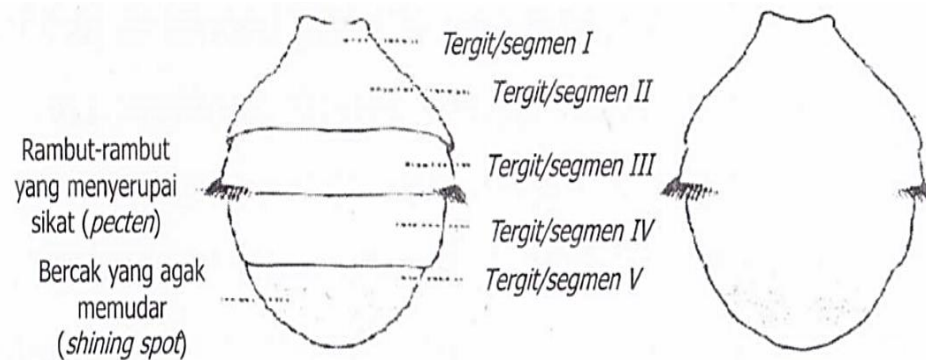 Tergit/segmen I
Tergit/segmen II
Rambut-rambut
yang menyerupai
sikat (pecten)
Tergit/segmen III
Tergit/segmen IV
Bercak yang agak
memudar
(shining spot)
Tergit/segmen V